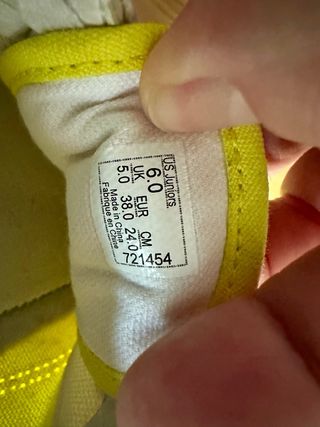 US Juniors
6.0
UK EUR CM
5.0 38.0 24.0
Made in China
Fabrique en Chine
721454